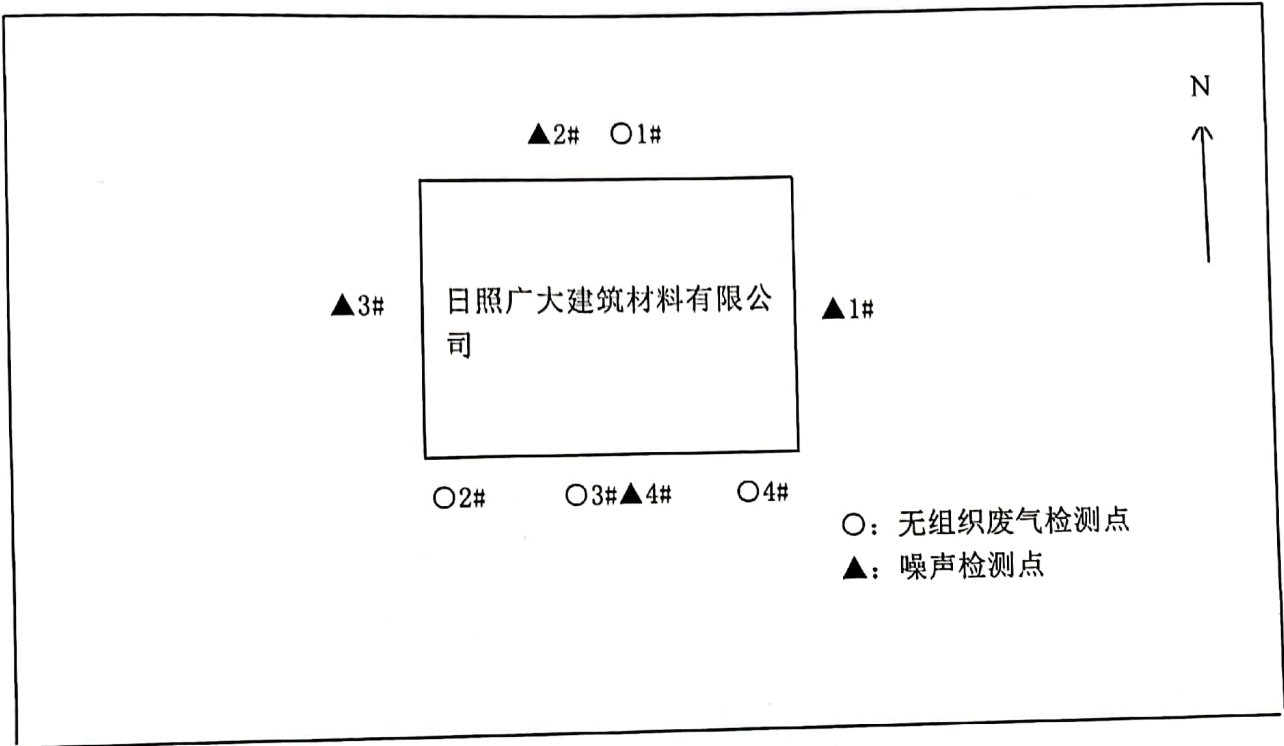 N
▲2# ○1#
▲3#
日照广大建筑材料有限公
司
▲1#
○2# ○3#▲4# ○4#
○：无组织废气检测点
▲：噪声检测点